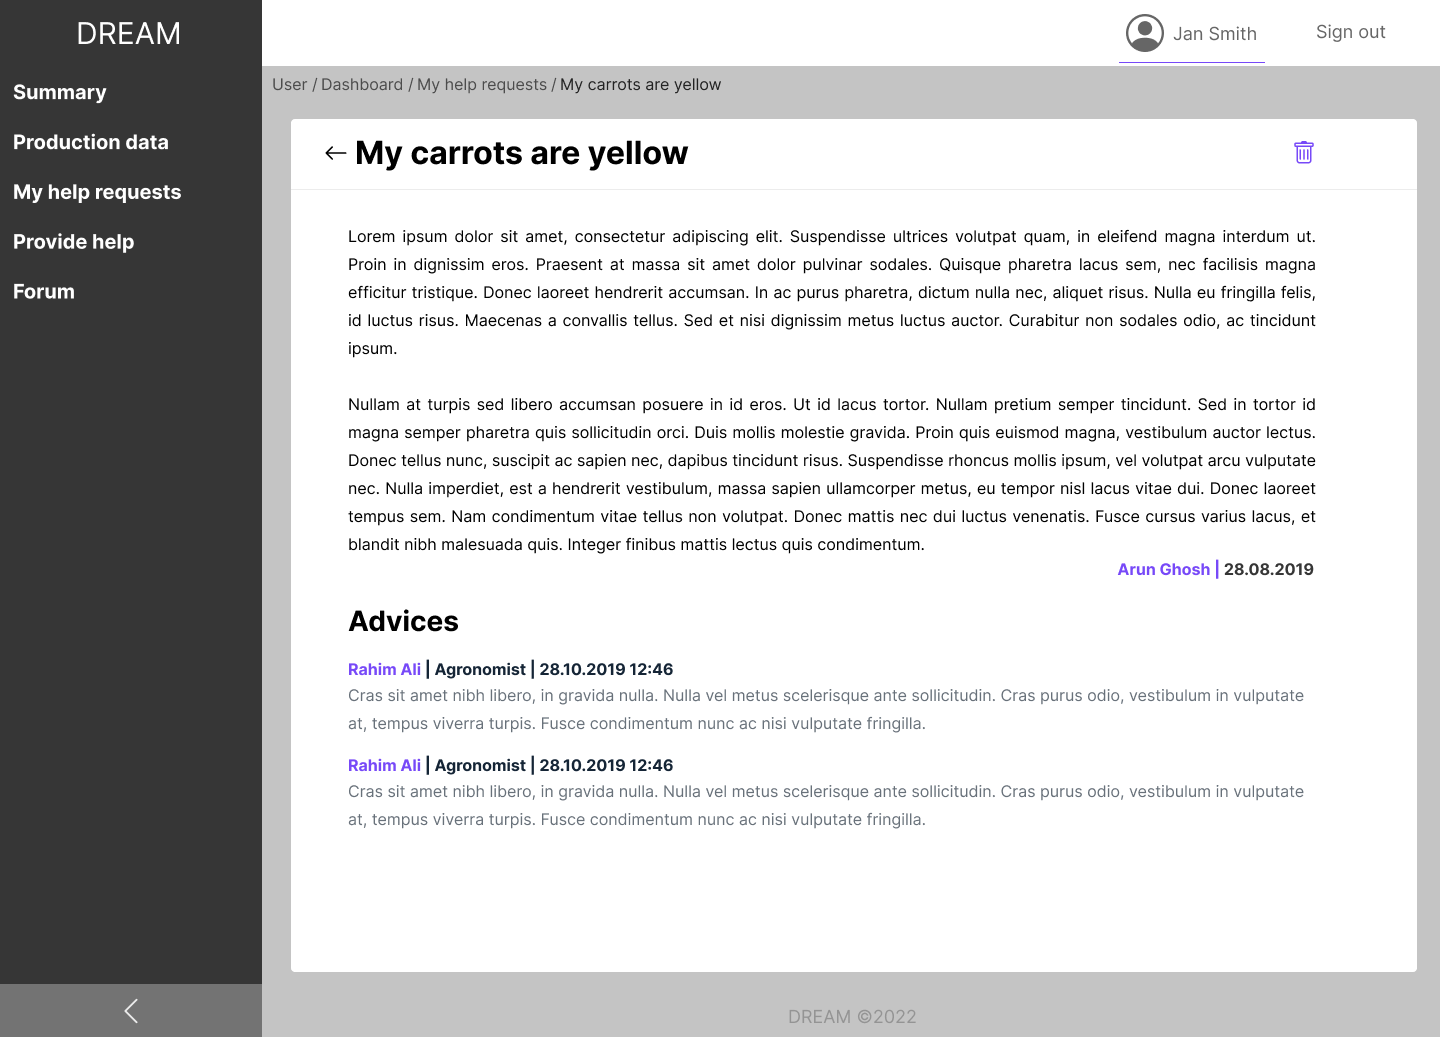 DREAM
Jan Smith
Sign out
Summary
Production data
My help requests
Provide help
Forum
User / Dashboard / My help requests / My carrots are yellow
My carrots are yellow
Lorem ipsum dolor sit amet, consectetur adipiscing elit. Suspendisse ultrices volutpat quam, in eleifend magna interdum ut.
Proin in dignissim eros. Praesent at massa sit amet dolor pulvinar sodales. Quisque pharetra lacus sem, nec facilisis magna
efficitur tristique. Donec laoreet hendrerit accumsan. In ac purus pharetra, dictum nulla nec, aliquet risus. Nulla eu fringilla felis,
id luctus risus. Maecenas a convallis tellus. Sed et nisi dignissim metus luctus auctor. Curabitur non sodales odio, ac tincidunt
ipsum.
Nullam at turpis sed libero accumsan posuere in id eros. Ut id lacus tortor. Nullam pretium semper tincidunt. Sed in tortor id
magna semper pharetra quis sollicitudin orci. Duis mollis molestie gravida. Proin quis euismod magna, vestibulum auctor lectus.
Donec tellus nunc, suscipit ac sapien nec, dapibus tincidunt risus. Suspendisse rhoncus mollis ipsum, vel volutpat arcu vulputate
nec. Nulla imperdiet, est a hendrerit vestibulum, massa sapien ullamcorper metus, eu tempor nisl lacus vitae dui. Donec laoreet
tempus sem. Nam condimentum vitae tellus non volutpat. Donec mattis nec dui luctus venenatis. Fusce cursus varius lacus, et
blandit nibh malesuada quis. Integer finibus mattis lectus quis condimentum.
Arun Ghosh | 28.08.2019
Advices
Rahim Ali | Agronomist | 28.10.2019 12:46
Cras sit amet nibh libero, in gravida nulla. Nulla vel metus scelerisque ante sollicitudin. Cras purus odio, vestibulum in vulputate
at, tempus viverra turpis. Fusce condimentum nunc ac nisi vulputate fringilla.
Rahim Ali | Agronomist | 28.10.2019 12:46
Cras sit amet nibh libero, in gravida nulla. Nulla vel metus scelerisque ante sollicitudin. Cras purus odio, vestibulum in vulputate
at, tempus viverra turpis. Fusce condimentum nunc ac nisi vulputate fringilla.
DREAM ©2022